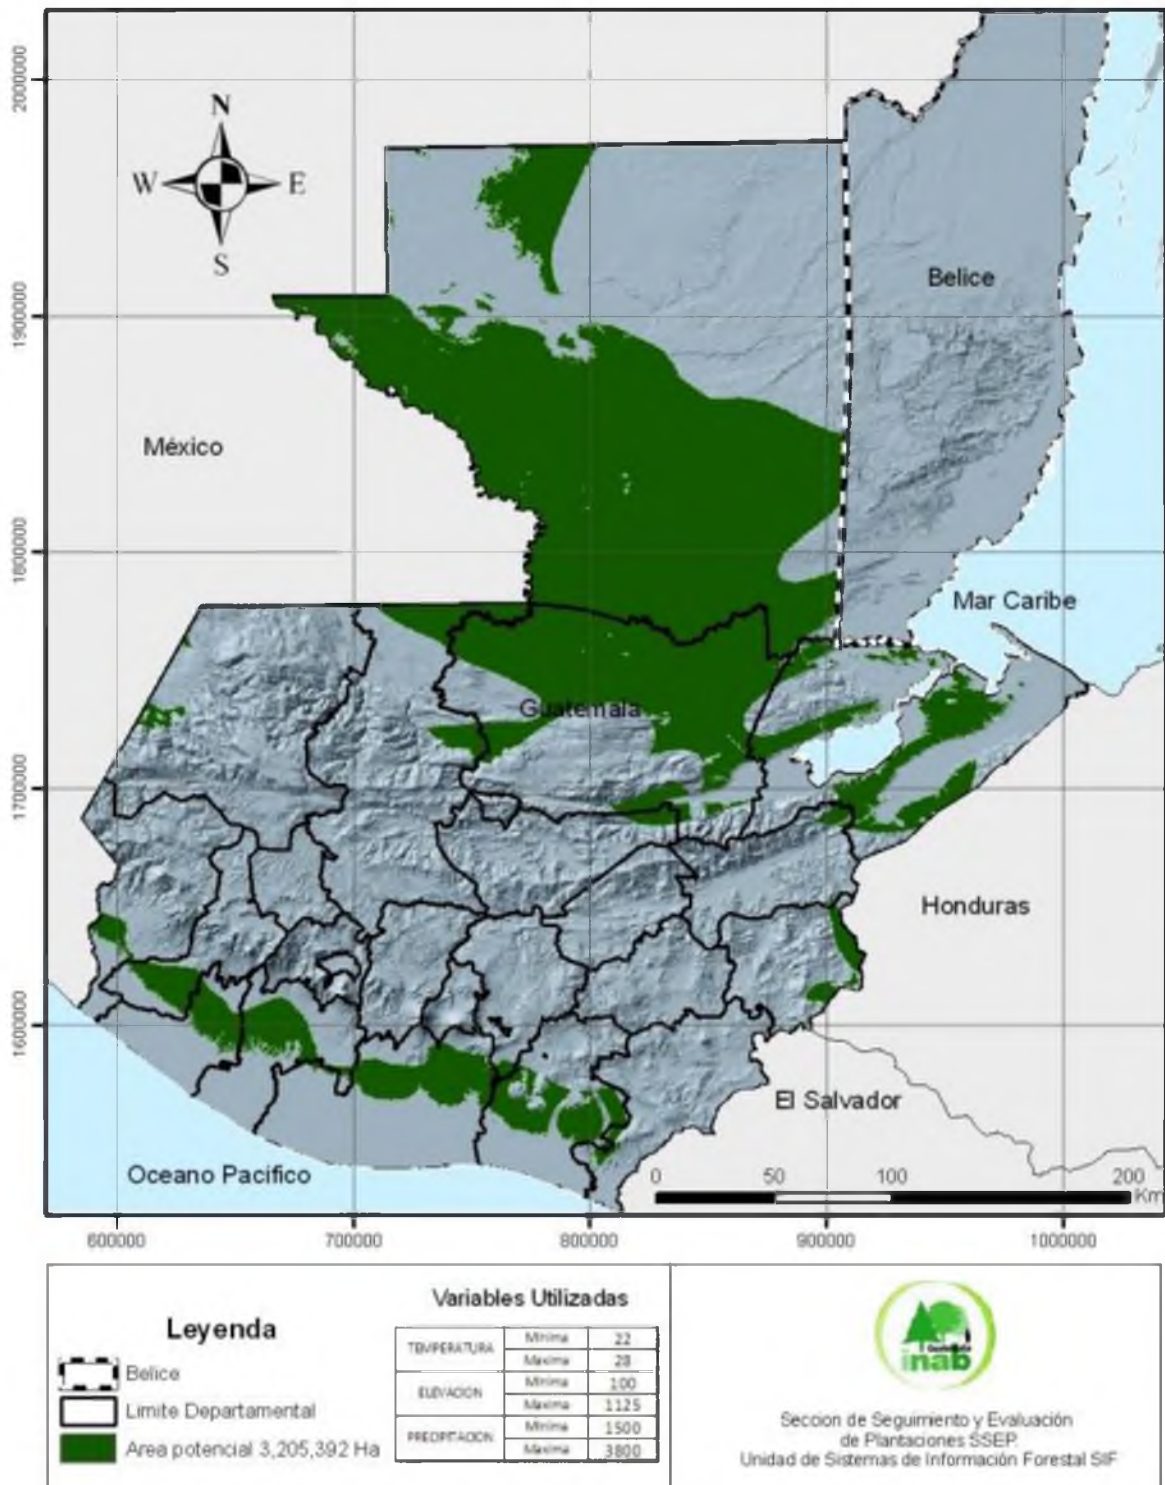 N
W E
S
2000000
1900000
1800000
1700000
1600000
Belice
México
Mar Caribe
Guatemala
Honduras
El Salvador
Oceano Pacifico
0 50 100 200
Km
600000 700000 800000 900000 1000000
Leyenda
Belice
Limite Departamental
Area potencial 3,205,392 Ha
Variables Utilizadas
TEMPERATURA Minima 22
Maxima 28
ELEVACION Minima 100
Maxima 1125
PRECIPITACION Minima 1500
Maxima 3800
inab
Seccion de Seguimiento y Evaluación
de Plantaciones SSEP.
Unidad de Sistemas de Información Forestal SIF